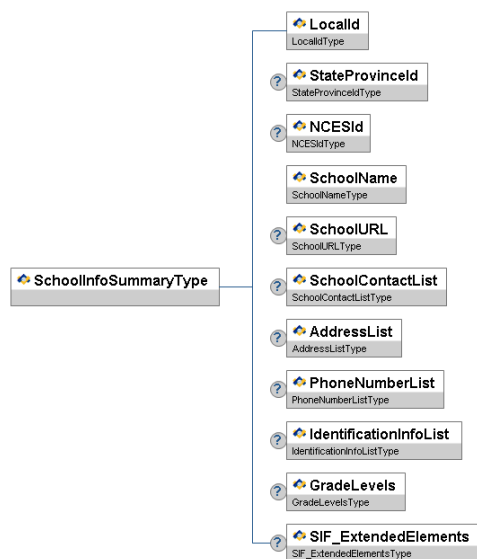 LocalId
LocalIdType
? StateProvinceId
StateProvinceIdType
? NCESId
NCESIdType
SchoolName
SchoolNameType
? SchoolURL
SchoolURLType
SchoolInfoSummaryType
? SchoolContactList
SchoolContactListType
? AddressList
AddressListType
? PhoneNumberList
PhoneNumberListType
? IdentificationInfoList
IdentificationInfoListType
? GradeLevels
GradeLevelsType
? SIF_ExtendedElements
SIF_ExtendedElementsType